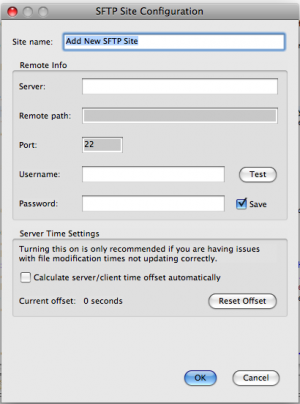 SFTP Site Configuration
Site name: Add New SFTP Site
Remote Info
Server:
Remote path:
Port: 22
Username: Test
Password: Save
Server Time Settings
Turning this on is only recommended if you are having issues
with file modification times not updating correctly.
Calculate server/client time offset automatically
Current offset: 0 seconds Reset Offset
OK Cancel